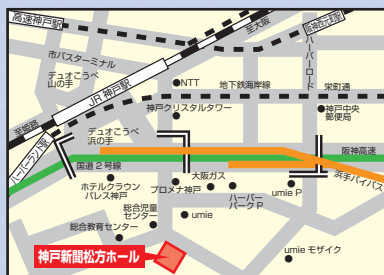 高速神戸駅
至大阪
阪神元町駅
市バスターミナル
ハーバーロード
デュオこうべ
山の手
JR 神戸駅
NTT
地下鉄海岸線
栄町通
神戸クリスタルタワー
神戸中央
郵便局
至姫路
デュオこうべ
浜の手
ハーバーランド駅
阪神高速
国道2号線
大阪ガス
浜手バイパス
ホテルクラウン
パレス神戸
プロメナ神戸
ハーバー
パークP
umie P
総合児童
センター
umie
総合教育センター
神戸新聞松方ホール
umie モザイク